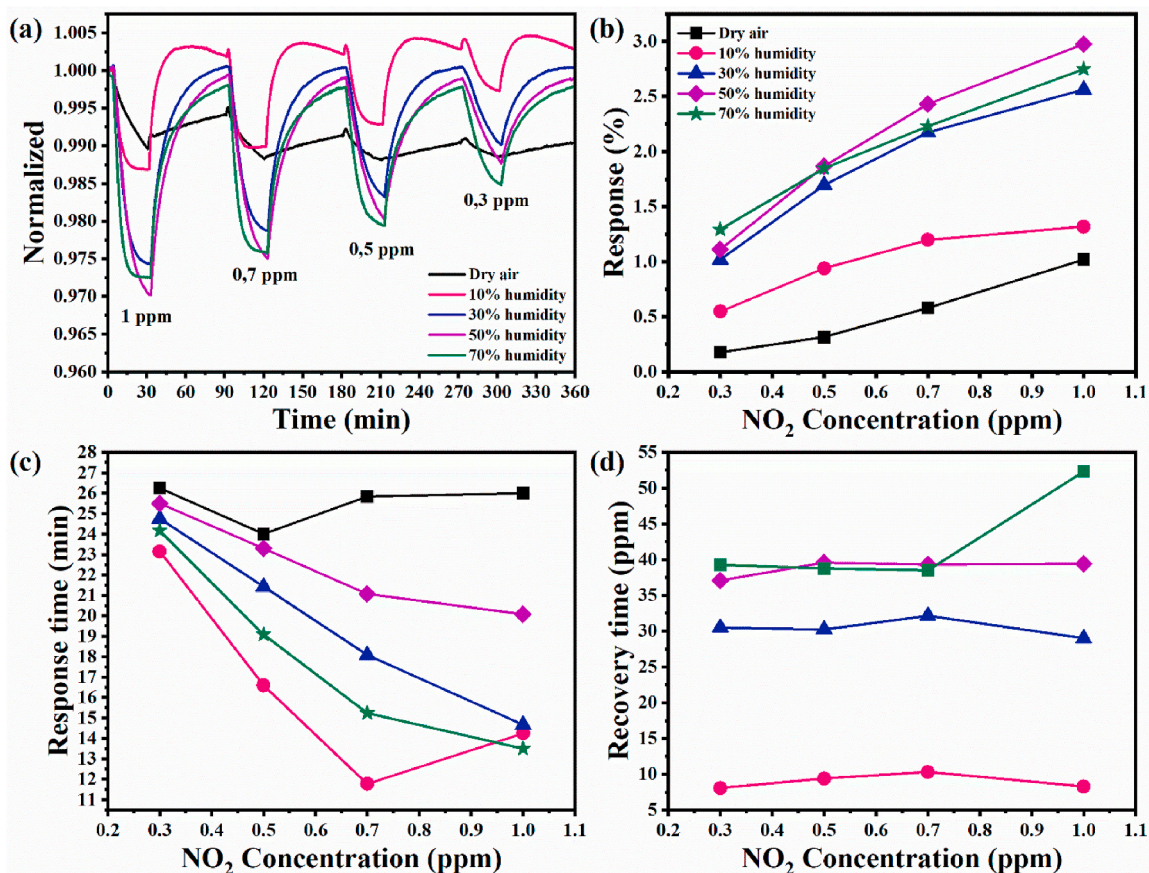 (a)
1.005
1.000
0.995
0.990
0.985
0.980
0.975
0.970
0.965
0.960
Normalized
1 ppm
0,7 ppm
0,5 ppm
0,3 ppm
Dry air
10% humidity
30% humidity
50% humidity
70% humidity
0 30 60 90 120 150 180 210 240 270 300 330 360
Time (min)
(b)
3.0
2.5
2.0
1.5
1.0
0.5
0.0
Response (%)
Dry air
10% humidity
30% humidity
50% humidity
70% humidity
0.2 0.3 0.4 0.5 0.6 0.7 0.8 0.9 1.0 1.1
NO₂ Concentration (ppm)
(c)
28
27
26
25
24
23
22
21
20
19
18
17
16
15
14
13
12
11
Response time (min)
0.2 0.3 0.4 0.5 0.6 0.7 0.8 0.9 1.0 1.1
NO₂ Concentration (ppm)
(d)
55
50
45
40
35
30
25
20
15
10
5
Recovery time (ppm)
0.2 0.3 0.4 0.5 0.6 0.7 0.8 0.9 1.0 1.1
NO₂ Concentration (ppm)